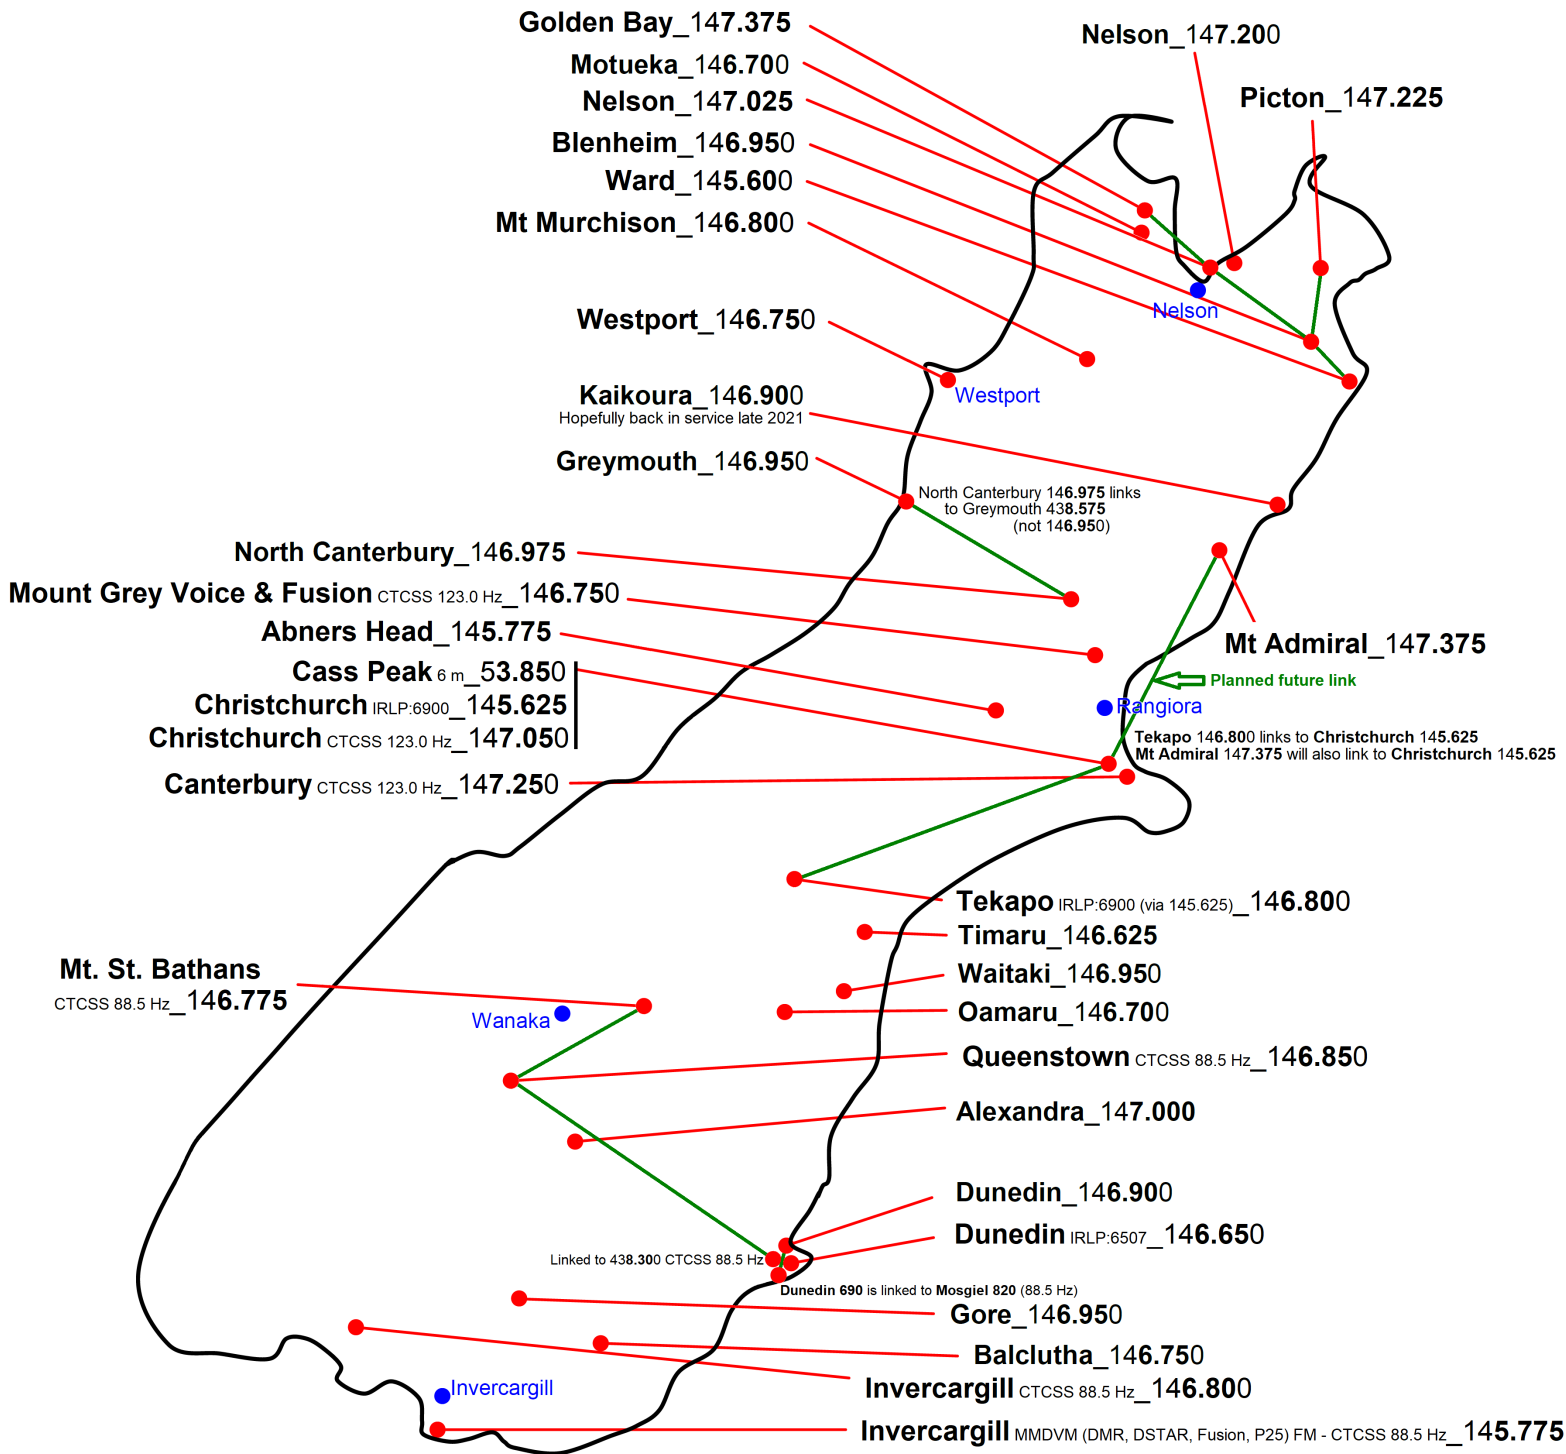 Golden Bay_147.375
Nelson_147.200
Motueka_146.700
Picton_147.225
Nelson_147.025
Blenheim_146.950
Ward_145.600
Mt Murchison_146.800
Nelson
Westport_146.750
Westport
Kaikoura_146.900
Hopefully back in service late 2021
Greymouth_146.950
North Canterbury 146.975 links
to Greymouth 438.575
(not 146.950)
North Canterbury_146.975
Mount Grey Voice & Fusion CTCSS 123.0 Hz_146.750
Abners Head_145.775
Mt Admiral_147.375
Cass Peak 6 m_53.850
Planned future link
Christchurch IRLP:6900_145.625
Rangiora
Christchurch CTCSS 123.0 Hz_147.050
Tekapo 146.800 links to Christchurch 145.625
Mt Admiral 147.375 will also link to Christchurch 145.625
Canterbury CTCSS 123.0 Hz_147.250
Tekapo IRLP:6900 (via 145.625)_146.800
Timaru_146.625
Mt. St. Bathans
CTCSS 88.5 Hz_146.775
Waitaki_146.950
Wanaka
Oamaru_146.700
Queenstown CTCSS 88.5 Hz_146.850
Alexandra_147.000
Dunedin_146.900
Dunedin IRLP:6507_146.650
Linked to 438.300 CTCSS 88.5 Hz
Dunedin 690 is linked to Mosgiel 820 (88.5 Hz)
Gore_146.950
Balclutha_146.750
Invercargill CTCSS 88.5 Hz_146.800
Invercargill
Invercargill MMDVM (DMR, DSTAR, Fusion, P25) FM - CTCSS 88.5 Hz_145.775